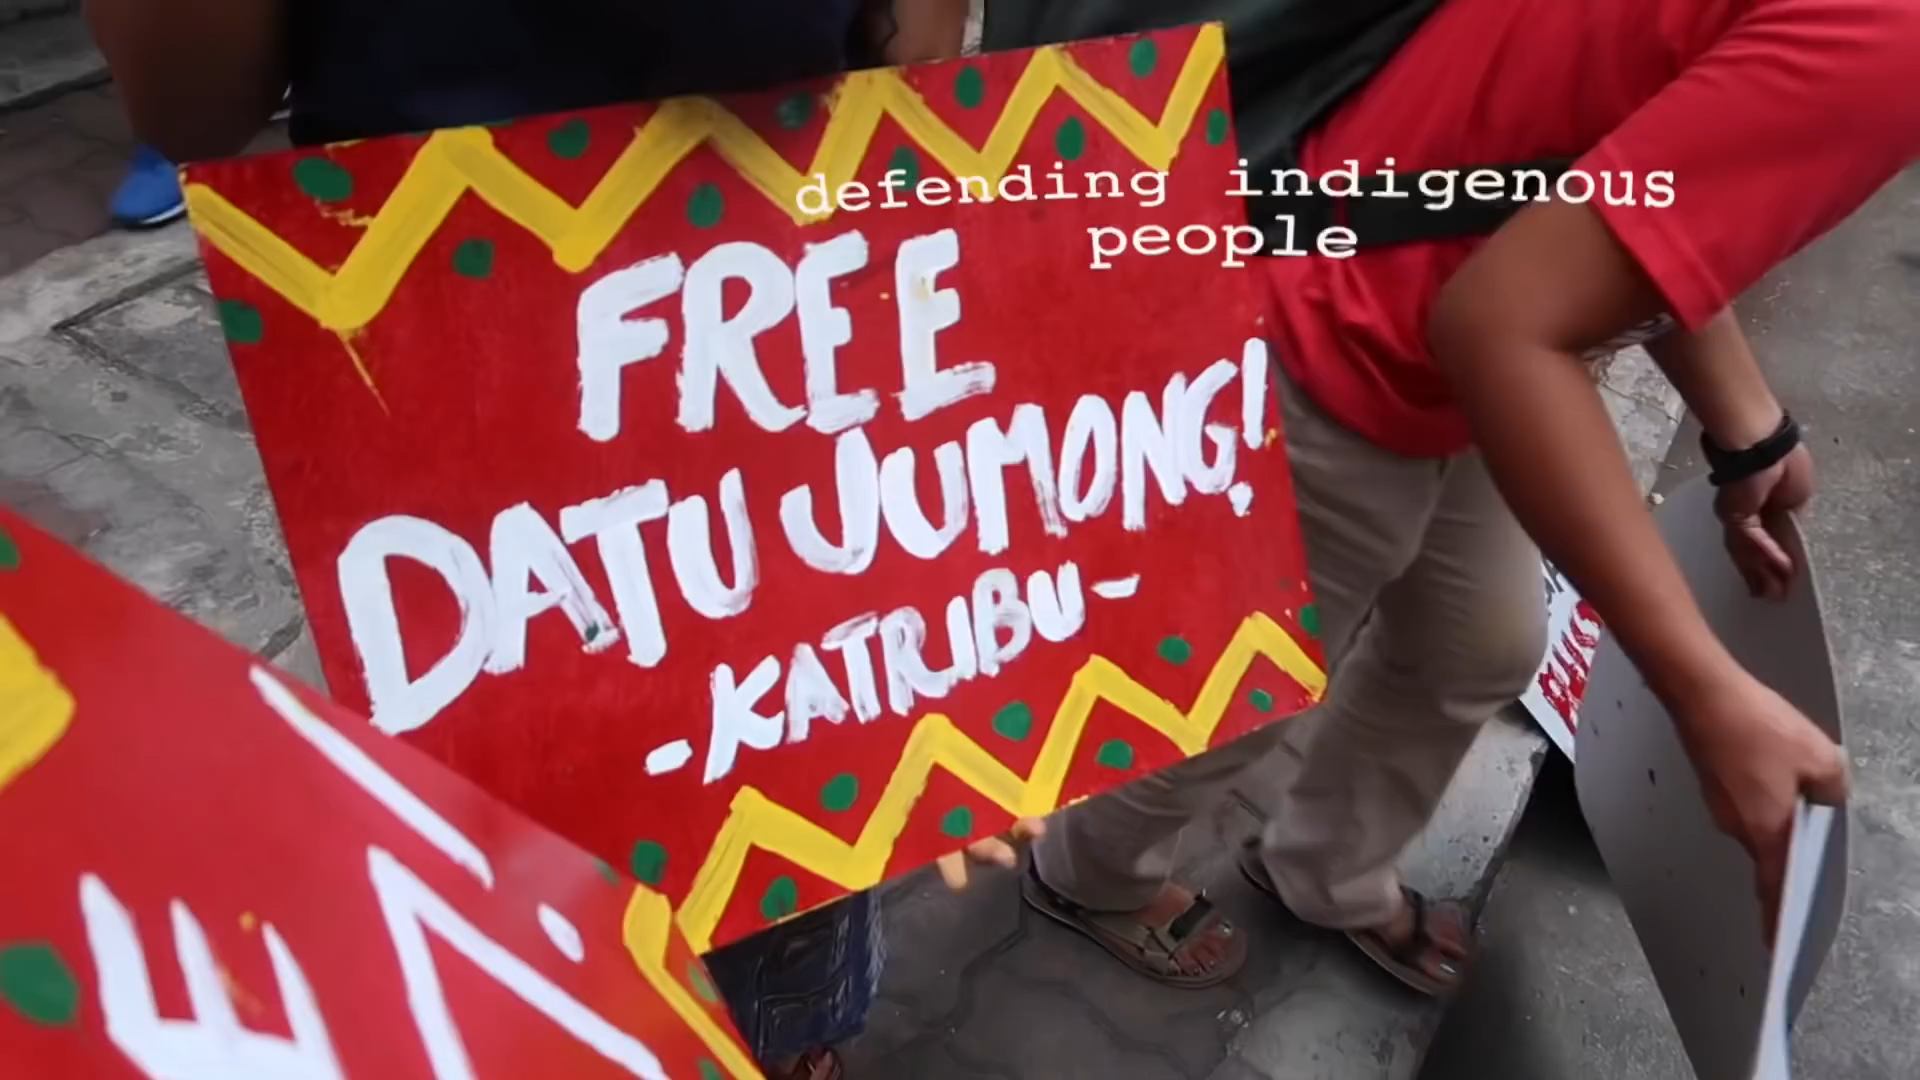 defending indigenous
people
FREE
DATU JUMONG!
-KATRIBU-